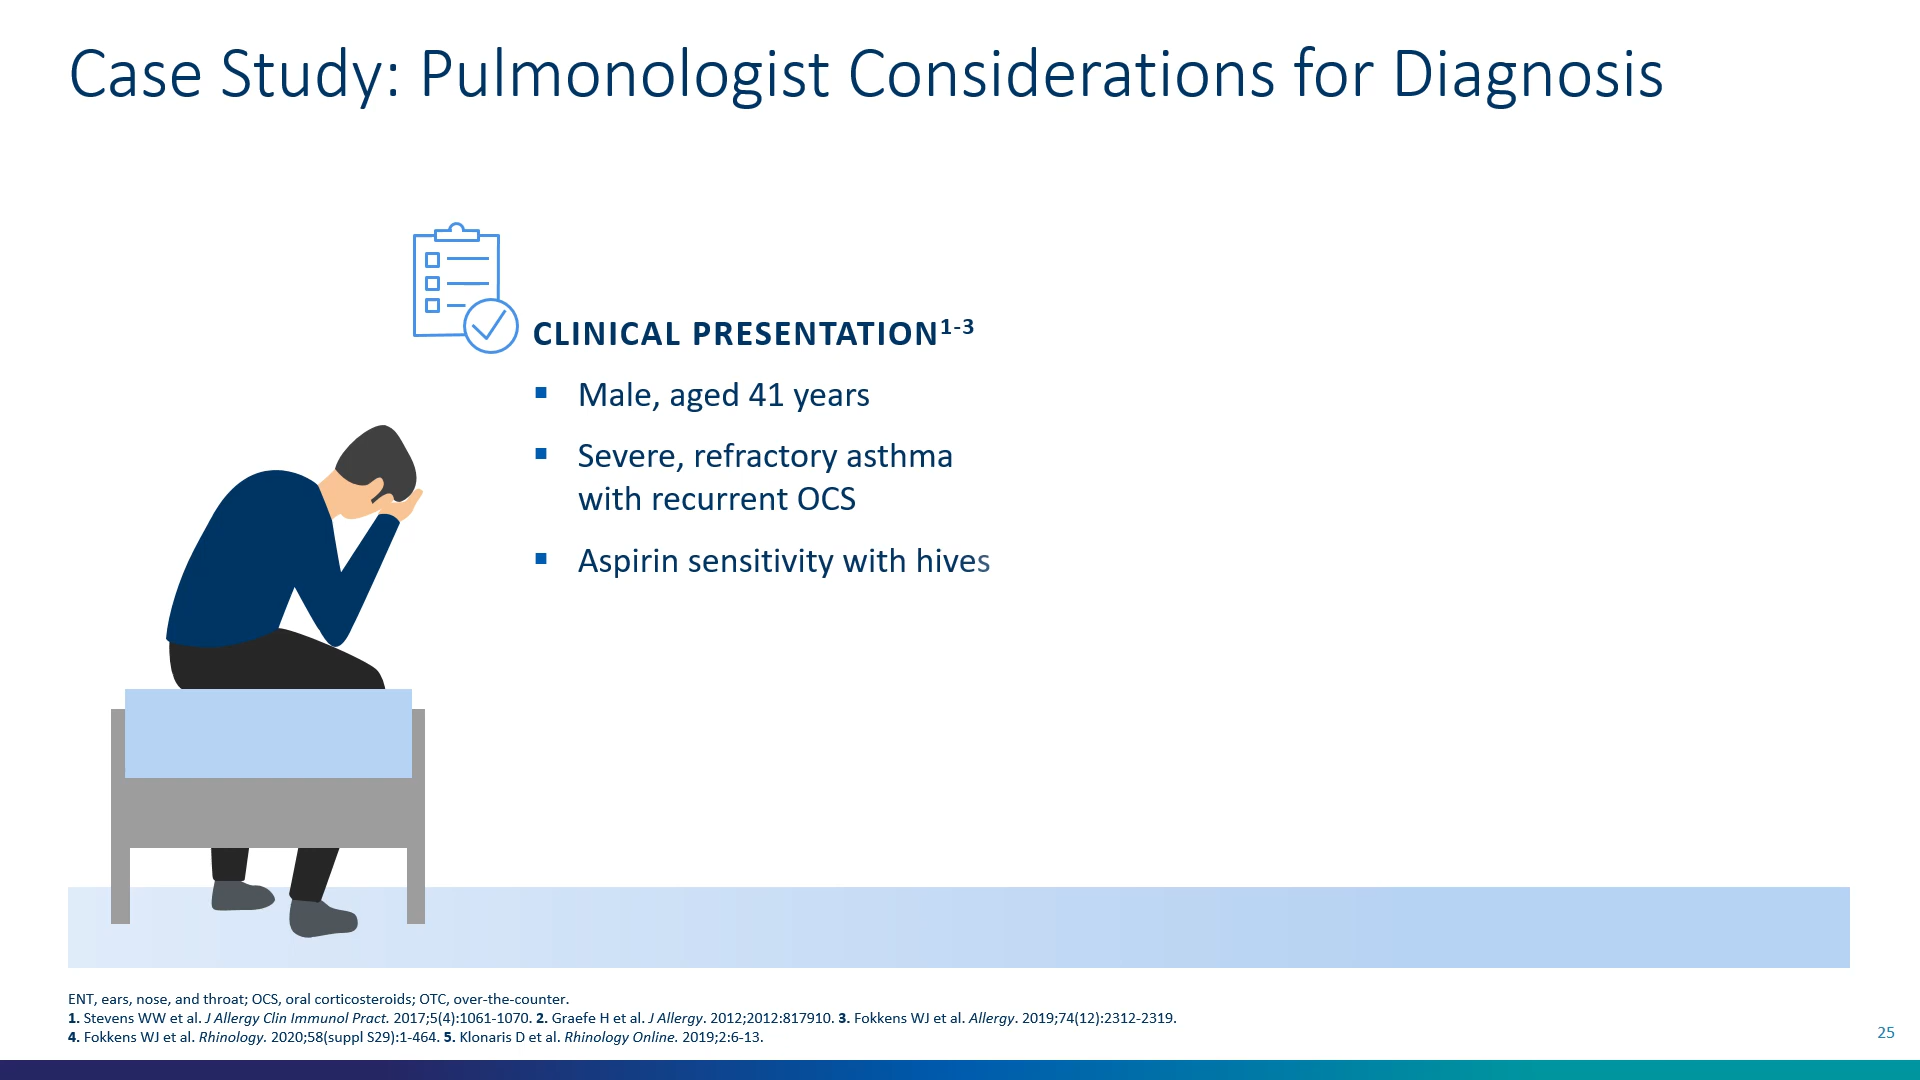 Case Study: Pulmonologist Considerations for Diagnosis
CLINICAL PRESENTATION1-3
▪ Male, aged 41 years
▪ Severe, refractory asthma
with recurrent OCS
▪ Aspirin sensitivity with hives
ENT, ears, nose, and throat; OCS, oral corticosteroids; OTC, over-the-counter.
1. Stevens WW et al. J Allergy Clin Immunol Pract. 2017;5(4):1061-1070. 2. Graefe H et al. J Allergy. 2012;2012:817910. 3. Fokkens WJ et al. Allergy. 2019;74(12):2312-2319.
4. Fokkens WJ et al. Rhinology. 2020;58(suppl S29):1-464. 5. Klonaris D et al. Rhinology Online. 2019;2:6-13.
25